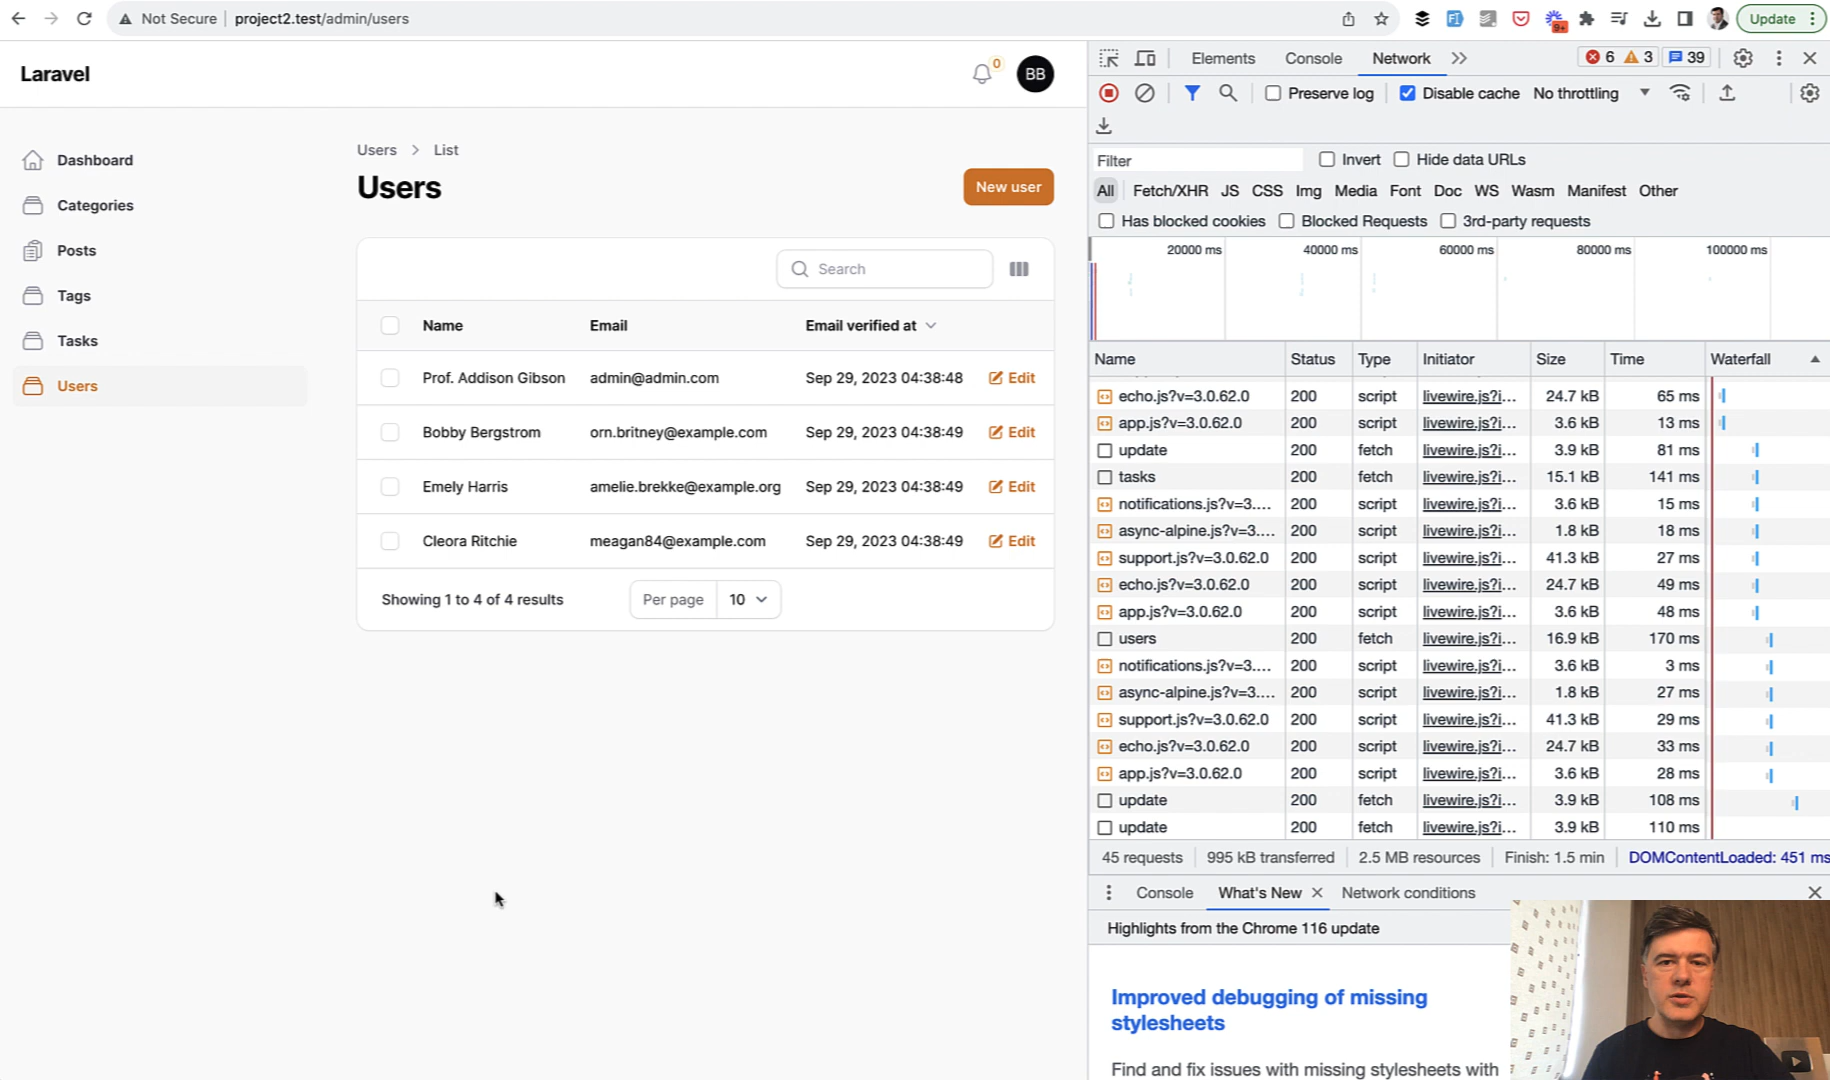 Not Secure project2.test/admin/users
9+
Update
Laravel
0
BB
Dashboard
Categories
Posts
Tags
Tasks
Users
Users > List
Users
New user
Search
Name Email Email verified at
Prof. Addison Gibson admin@admin.com Sep 29, 2023 04:38:48 Edit
Bobby Bergstrom orn.britney@example.com Sep 29, 2023 04:38:49 Edit
Emely Harris amelie.brekke@example.org Sep 29, 2023 04:38:49 Edit
Cleora Ritchie meagan84@example.com Sep 29, 2023 04:38:49 Edit
Showing 1 to 4 of 4 results Per page 10
Elements Console Network 6 3 39
Preserve log Disable cache No throttling
Filter Invert Hide data URLs
All Fetch/XHR JS CSS Img Media Font Doc WS Wasm Manifest Other
Has blocked cookies Blocked Requests 3rd-party requests
20000 ms 40000 ms 60000 ms 80000 ms 100000 ms
Name Status Type Initiator Size Time Waterfall
echo.js?v=3.0.62.0 200 script livewire.js?i... 24.7 kB 65 ms
app.js?v=3.0.62.0 200 script livewire.js?i... 3.6 kB 13 ms
update 200 fetch livewire.js?i... 3.9 kB 81 ms
tasks 200 fetch livewire.js?i... 15.1 kB 141 ms
notifications.js?v=3.... 200 script livewire.js?i... 3.6 kB 15 ms
async-alpine.js?v=3.... 200 script livewire.js?i... 1.8 kB 18 ms
support.js?v=3.0.62.0 200 script livewire.js?i... 41.3 kB 27 ms
echo.js?v=3.0.62.0 200 script livewire.js?i... 24.7 kB 49 ms
app.js?v=3.0.62.0 200 script livewire.js?i... 3.6 kB 48 ms
users 200 fetch livewire.js?i... 16.9 kB 170 ms
notifications.js?v=3.... 200 script livewire.js?i... 3.6 kB 3 ms
async-alpine.js?v=3.... 200 script livewire.js?i... 1.8 kB 27 ms
support.js?v=3.0.62.0 200 script livewire.js?i... 41.3 kB 29 ms
echo.js?v=3.0.62.0 200 script livewire.js?i... 24.7 kB 33 ms
app.js?v=3.0.62.0 200 script livewire.js?i... 3.6 kB 28 ms
update 200 fetch livewire.js?i... 3.9 kB 108 ms
update 200 fetch livewire.js?i... 3.9 kB 110 ms
45 requests 995 kB transferred 2.5 MB resources Finish: 1.5 min DOMContentLoaded: 451 ms
Console What's New Network conditions
Highlights from the Chrome 116 update
Improved debugging of missing
stylesheets
Find and fix issues with missing stylesheets with